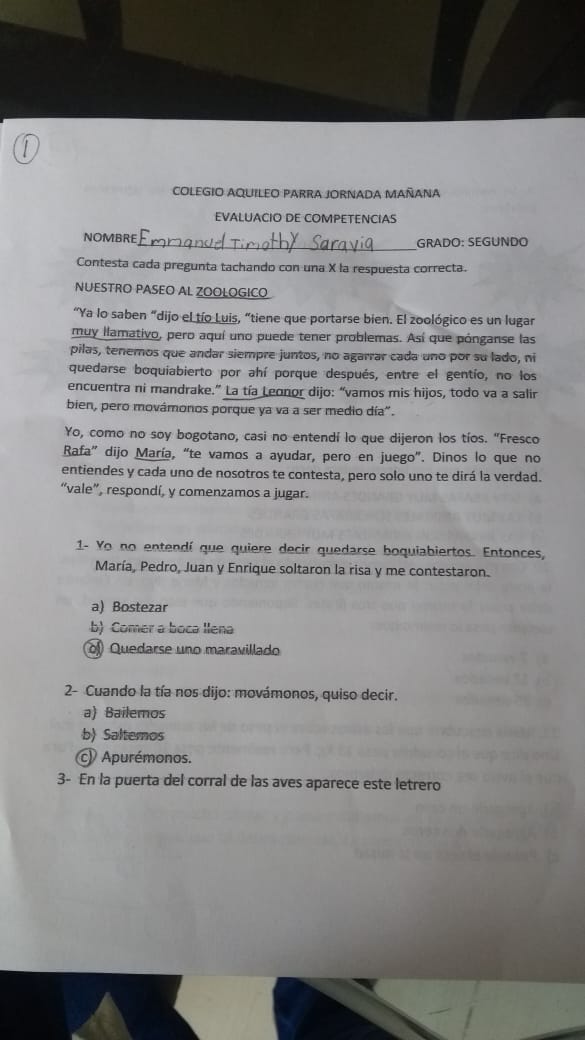 1
COLEGIO AQUILEO PARRA JORNADA MAÑANA
EVALUACIO DE COMPETENCIAS
NOMBRE Emmanuel Timothy Saravia GRADO: SEGUNDO
Contesta cada pregunta tachando con una X la respuesta correcta.
NUESTRO PASEO AL ZOOLOGICO
"Ya lo saben "dijo el tío Luis, "tiene que portarse bien. El zoológico es un lugar
muy llamativo, pero aquí uno puede tener problemas. Así que pónganse las
pilas, tenemos que andar siempre juntos, no agarrar cada uno por su lado, ni
quedarse boquiabierto por ahí porque después, entre el gentío, no los
encuentra ni mandrake." La tía Leonor dijo: "vamos mis hijos, todo va a salir
bien, pero movámonos porque ya va a ser medio día".
Yo, como no soy bogotano, casi no entendí lo que dijeron los tíos. "Fresco
Rafa" dijo María, "te vamos a ayudar, pero en juego". Dinos lo que no
entiendes y cada uno de nosotros te contesta, pero solo uno te dirá la verdad.
"vale", respondí, y comenzamos a jugar.
1- Yo no entendí que quiere decir quedarse boquiabiertos. Entonces,
María, Pedro, Juan y Enrique soltaron la risa y me contestaron.
a) Bostezar
b) Comer a boca llena
c) Quedarse uno maravillado
2- Cuando la tía nos dijo: movámonos, quiso decir.
a) Bailemos
b) Saltemos
c) Apurémonos.
3- En la puerta del corral de las aves aparece este letrero